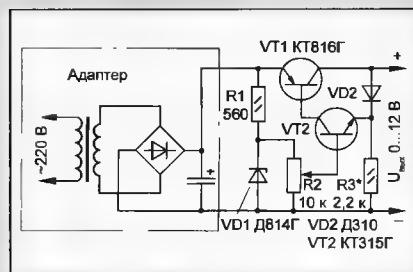 VT1 КТ816Г
+
Адаптер
R1
560
VD2
VT2
~220 В
+
Uвых 0...12 В
R2
10 к
R3*
2,2 к
–
VD1 Д814Г
VD2 Д310
VT2 КТ315Г